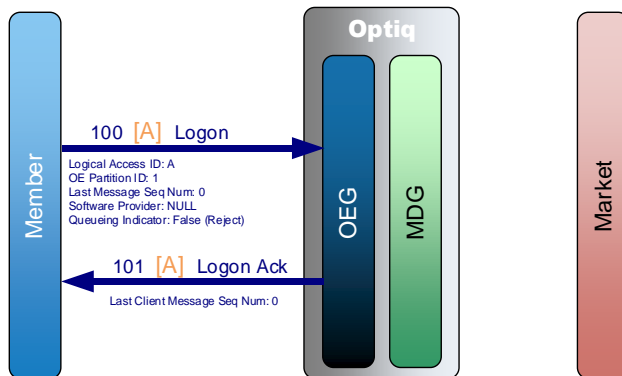 Optiq
Member
100 [A] Logon
Logical Access ID: A
OE Partition ID: 1
Last Message Seq Num: 0
Software Provider: NULL
Queueing Indicator: False (Reject)
101 [A] Logon Ack
Last Client Message Seq Num: 0
OEG
MDG
Market